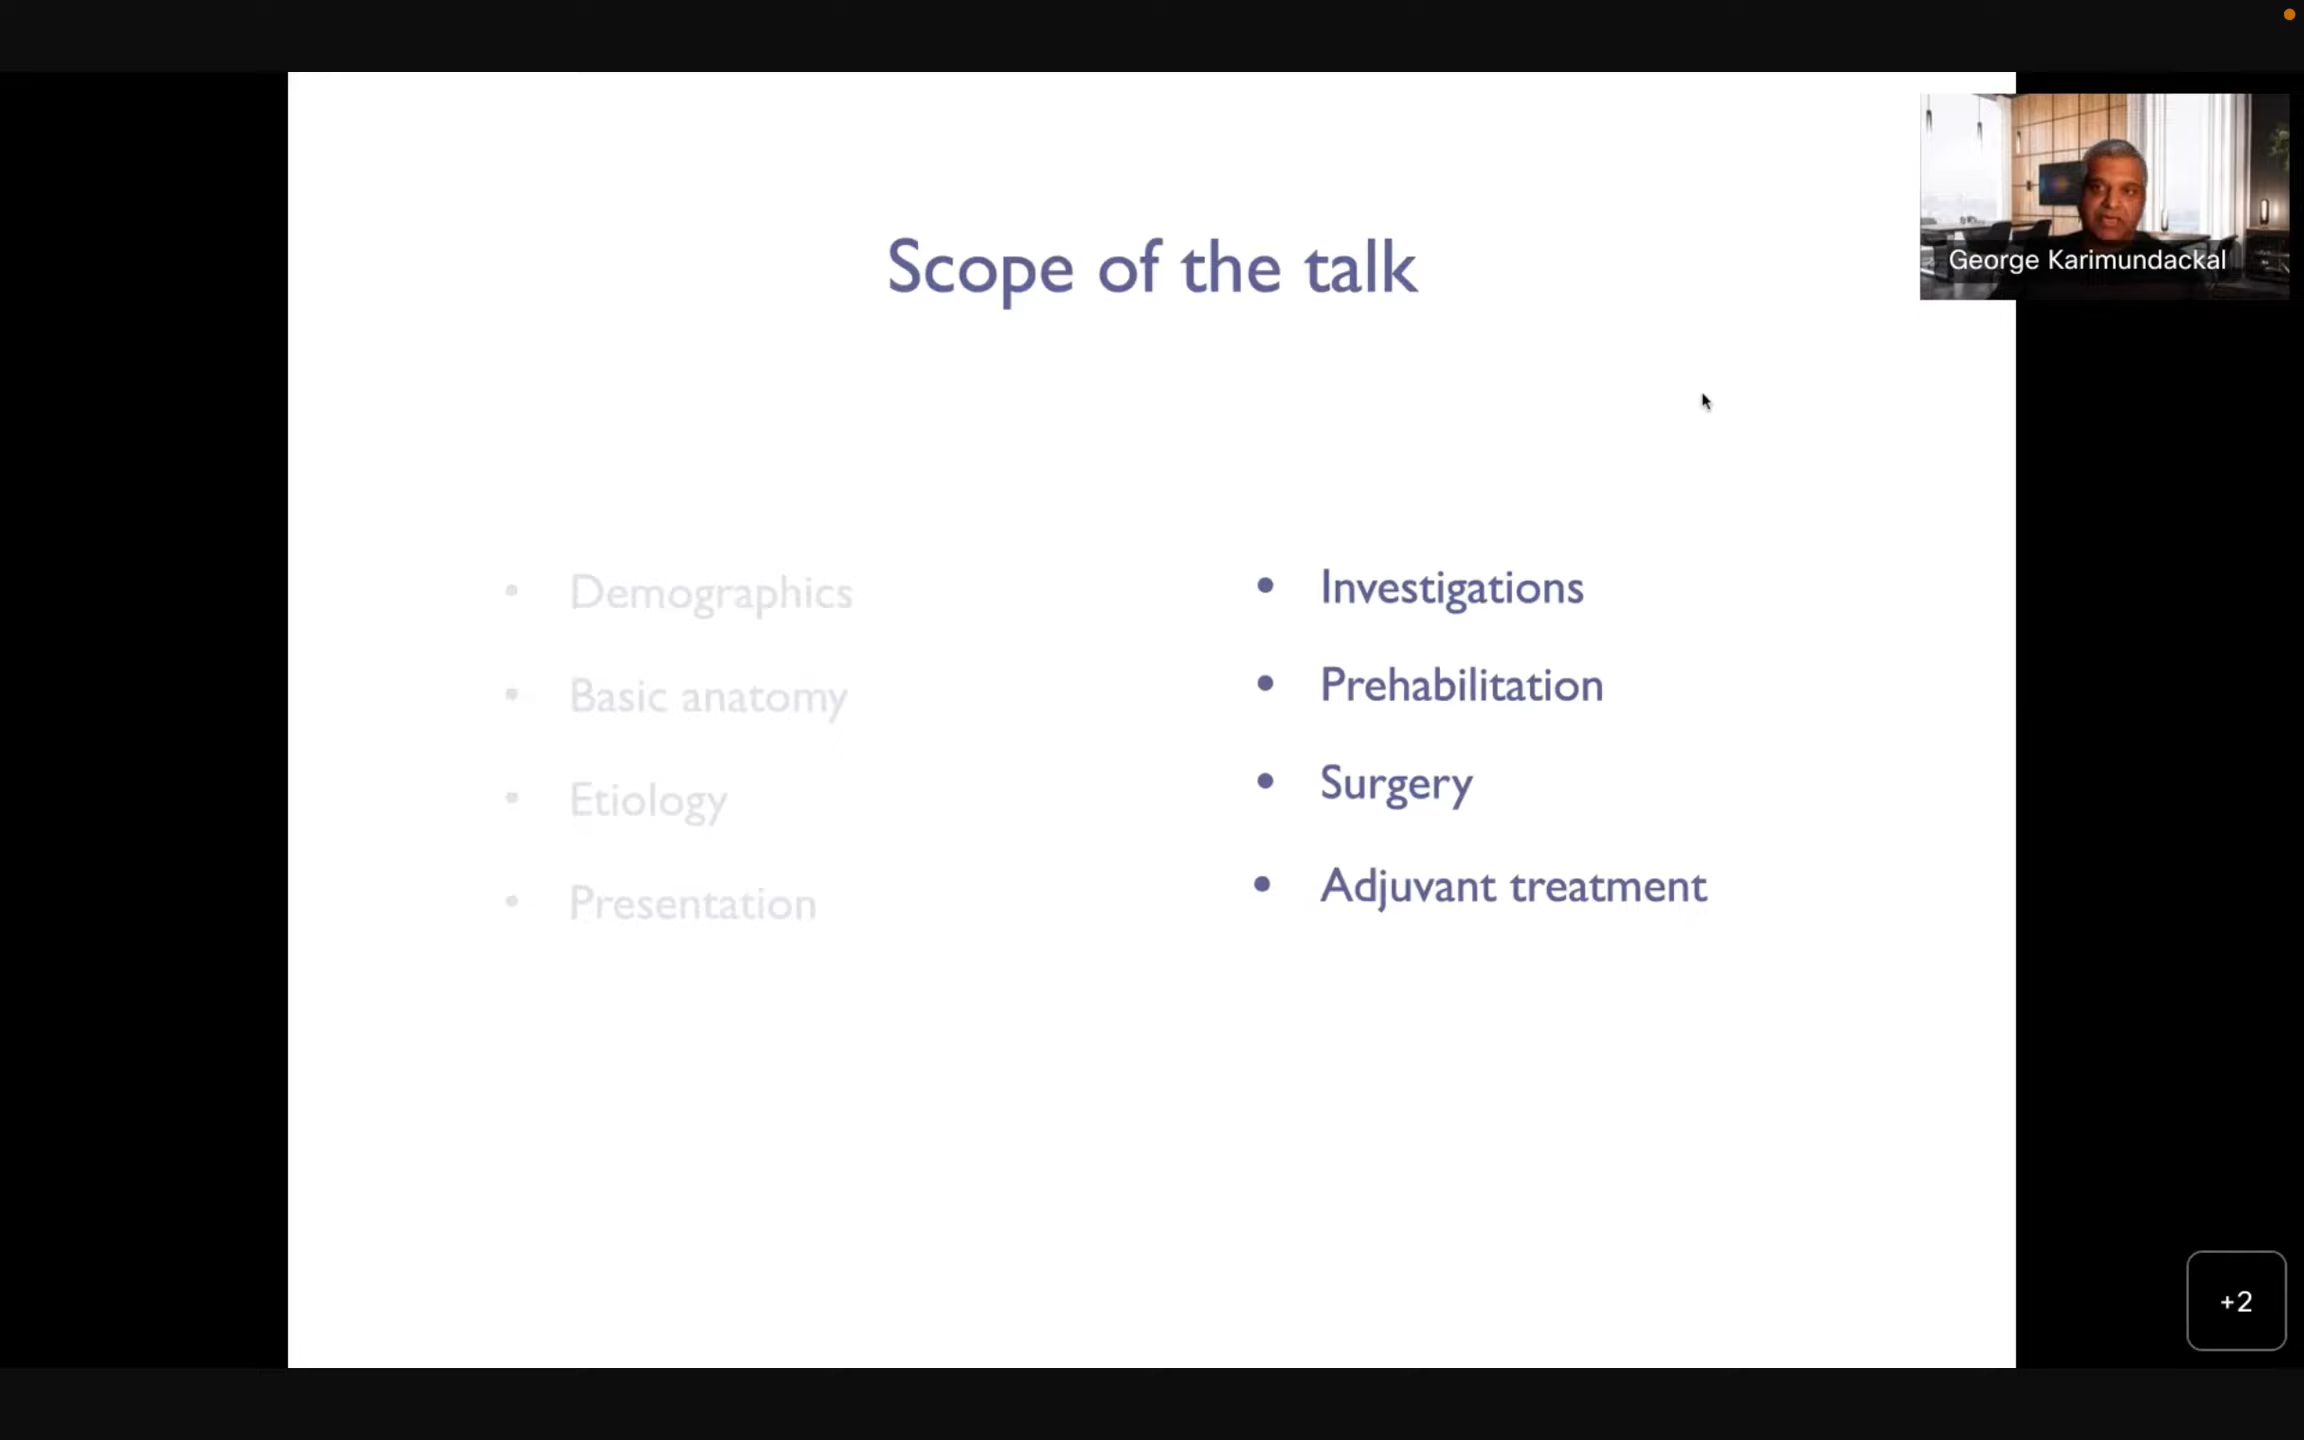 Scope of the talk
George Karimundackal
• Demographics
• Basic anatomy
• Etiology
• Presentation
• Investigations
• Prehabilitation
• Surgery
• Adjuvant treatment
+2